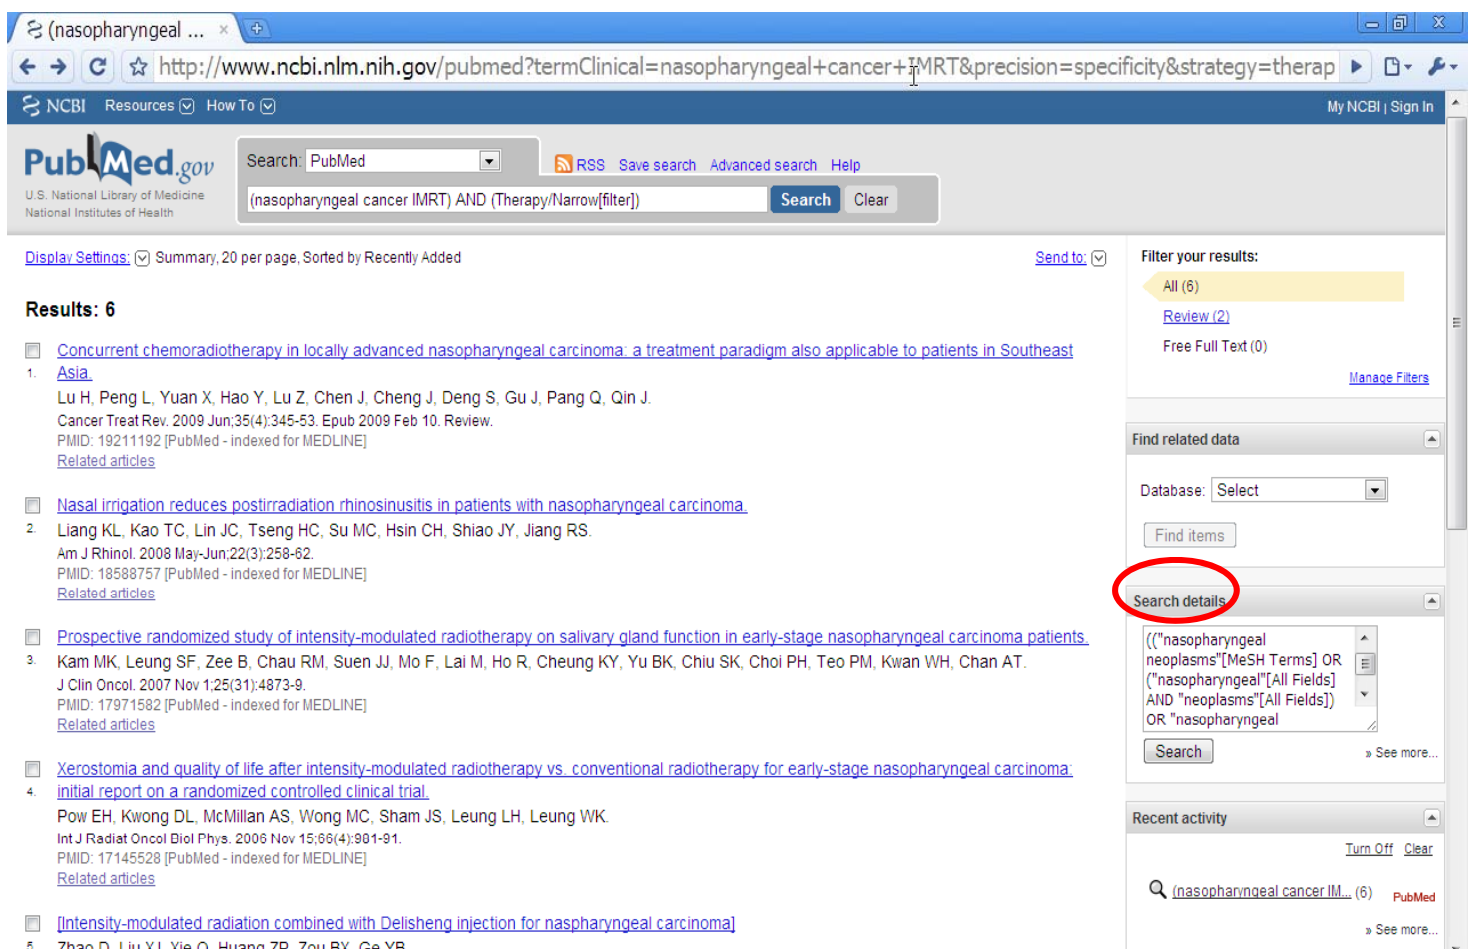 (nasopharyngeal ...
http://www.ncbi.nlm.nih.gov/pubmed?termClinical=nasopharyngeal+cancer+IMRT&precision=specificity&strategy=therap
NCBI Resources How To My NCBI | Sign In
PubMed.gov
U.S. National Library of Medicine
National Institutes of Health
Search: PubMed
RSS Save search Advanced search Help
(nasopharyngeal cancer IMRT) AND (Therapy/Narrow[filter])
Search Clear
Display Settings: Summary, 20 per page, Sorted by Recently Added
Send to:
Results: 6
Concurrent chemoradiotherapy in locally advanced nasopharyngeal carcinoma: a treatment paradigm also applicable to patients in Southeast
1. Asia.
Lu H, Peng L, Yuan X, Hao Y, Lu Z, Chen J, Cheng J, Deng S, Gu J, Pang Q, Qin J.
Cancer Treat Rev. 2009 Jun;35(4):345-53. Epub 2009 Feb 10. Review.
PMID: 19211192 [PubMed - indexed for MEDLINE]
Related articles
Nasal irrigation reduces postirradiation rhinosinusitis in patients with nasopharyngeal carcinoma.
2. Liang KL, Kao TC, Lin JC, Tseng HC, Su MC, Hsin CH, Shiao JY, Jiang RS.
Am J Rhinol. 2008 May-Jun;22(3):258-62.
PMID: 18588757 [PubMed - indexed for MEDLINE]
Related articles
Prospective randomized study of intensity-modulated radiotherapy on salivary gland function in early-stage nasopharyngeal carcinoma patients.
3. Kam MK, Leung SF, Zee B, Chau RM, Suen JJ, Mo F, Lai M, Ho R, Cheung KY, Yu BK, Chiu SK, Choi PH, Teo PM, Kwan WH, Chan AT.
J Clin Oncol. 2007 Nov 1;25(31):4873-9.
PMID: 17971582 [PubMed - indexed for MEDLINE]
Related articles
Xerostomia and quality of life after intensity-modulated radiotherapy vs. conventional radiotherapy for early-stage nasopharyngeal carcinoma:
4. initial report on a randomized controlled clinical trial.
Pow EH, Kwong DL, McMillan AS, Wong MC, Sham JS, Leung LH, Leung WK.
Int J Radiat Oncol Biol Phys. 2006 Nov 15;66(4):981-91.
PMID: 17145528 [PubMed - indexed for MEDLINE]
Related articles
[Intensity-modulated radiation combined with Delisheng injection for naspharyngeal carcinoma]
5. Zhao D, Liu XJ, Xie Q, Huang ZP, Zou BX, Ge YB.
Filter your results:
All (6)
Review (2)
Free Full Text (0)
Manage Filters
Find related data
Database: Select
Find items
Search details
(("nasopharyngeal
neoplasms"[MeSH Terms] OR
("nasopharyngeal"[All Fields]
AND "neoplasms"[All Fields])
OR "nasopharyngeal
Search
» See more...
Recent activity
Turn Off Clear
(nasopharyngeal cancer IM... (6) PubMed
» See more...